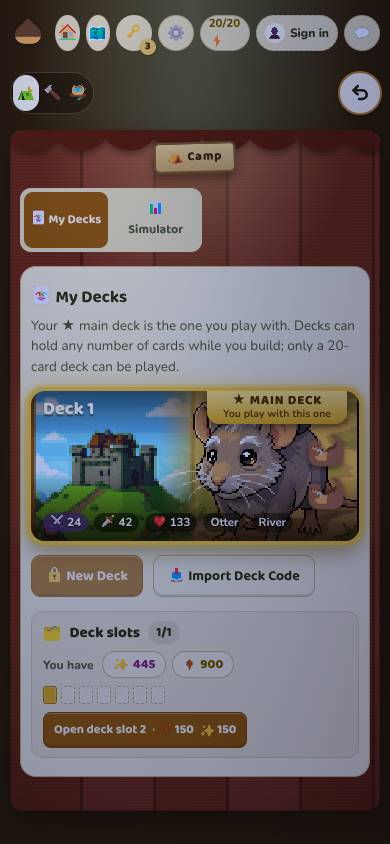 20/20
3
Sign in
Camp
My Decks
Simulator
My Decks
Your ★ main deck is the one you play with. Decks can
hold any number of cards while you build; only a 20-
card deck can be played.
Deck 1
★ MAIN DECK
You play with this one
24
42
133
Otter
River
New Deck
Import Deck Code
Deck slots
1/1
You have
445
900
Open deck slot 2 · 150 150